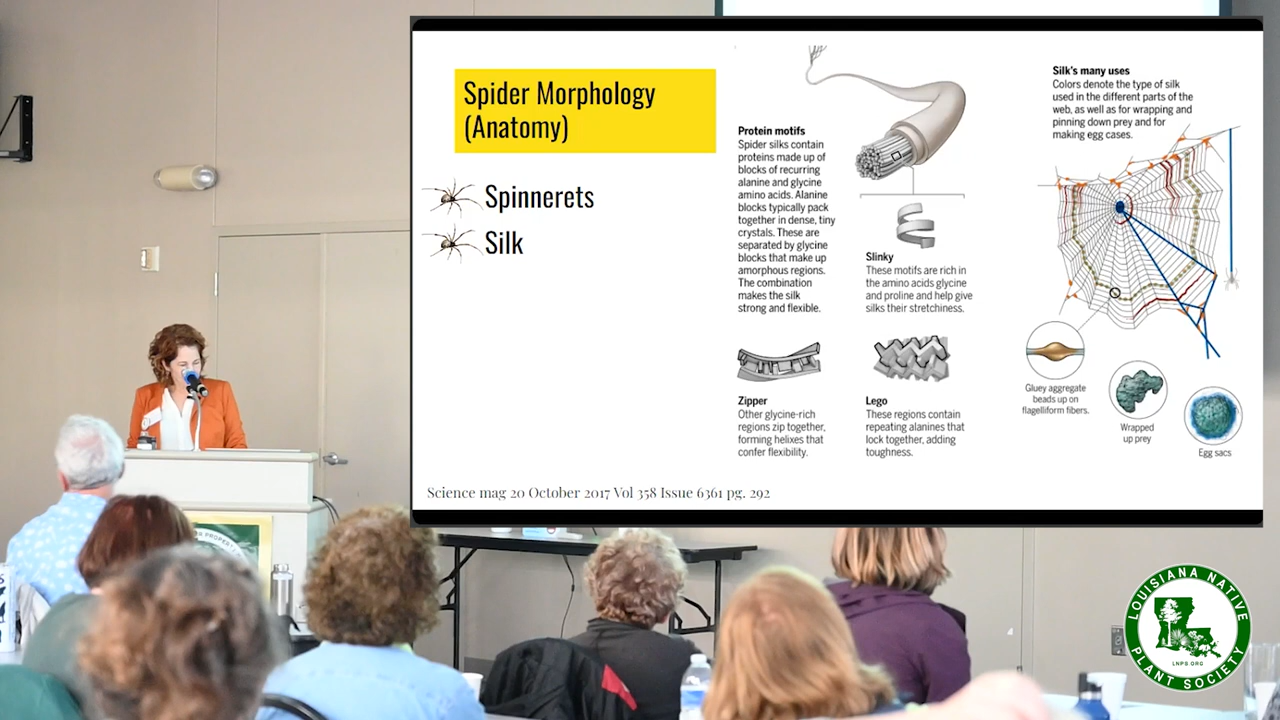 Spider Morphology
(Anatomy)
Spinnerets
Silk
Protein motifs
Spider silks contain
proteins made up of
blocks of recurring
alanine and glycine
amino acids. Alanine
blocks typically pack
together in dense, tiny
crystals. These are
separated by glycine
blocks that make up
amorphous regions.
The combination
makes the silk
strong and flexible.
Slinky
These motifs are rich in
the amino acids glycine
and proline and help give
silks their stretchiness.
Zipper
Other glycine-rich
regions zip together,
forming helixes that
confer flexibility.
Lego
These regions contain
repeating alanines that
lock together, adding
toughness.
Silk's many uses
Colors denote the type of silk
used in the different parts of the
web, as well as for wrapping and
pinning down prey and for
making egg cases.
Gluey aggregate
beads up on
flagelliform fibers.
Wrapped
up prey
Egg sacs
Science mag 20 October 2017 Vol 358 Issue 6361 pg. 292
LOUISIANA NATIVE
PLANT SOCIETY
LNPS.ORG